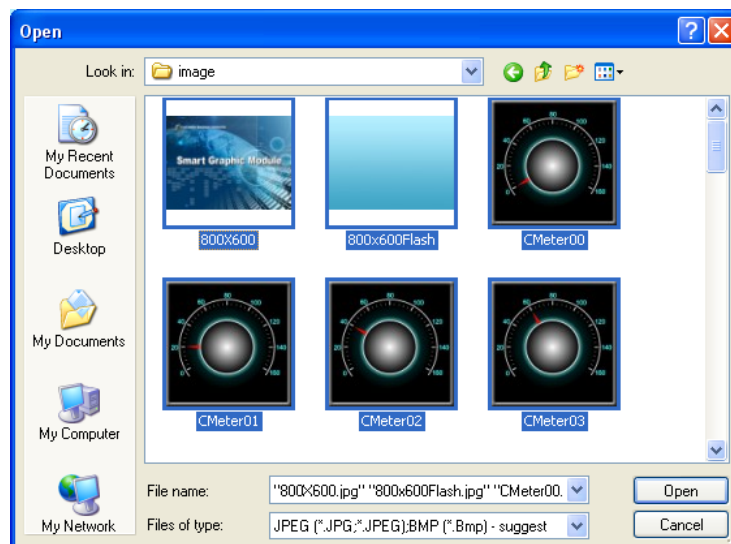 Open
Look in:
image
My Recent
Documents
Desktop
My Documents
My Computer
My Network
Smart Graphic Module
800X600
800x600Flash
CMeter00
CMeter01
CMeter02
CMeter03
File name:
"800X600.jpg" "800x600Flash.jpg" "CMeter00.
Open
Files of type:
JPEG (*.JPG;*.JPEG);BMP (*.Bmp) - suggest
Cancel